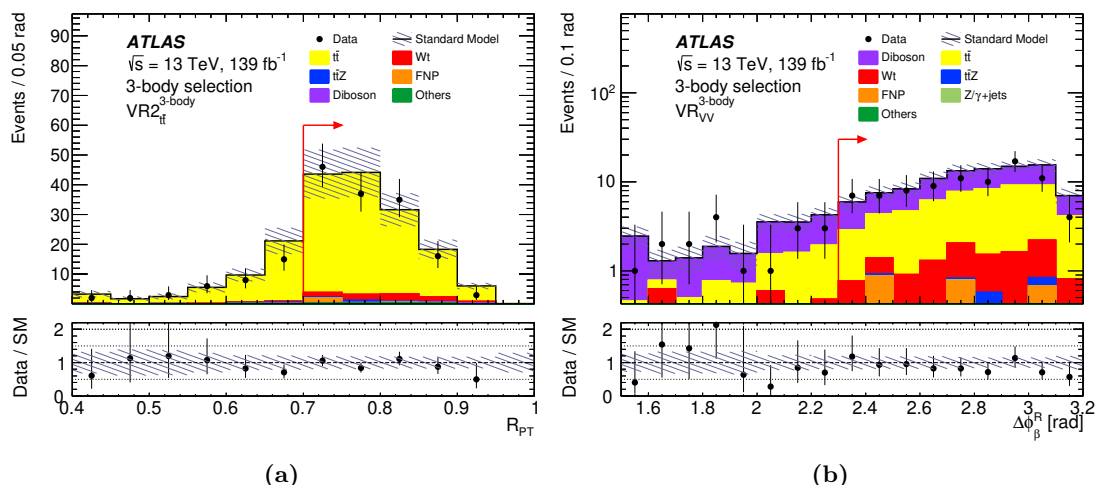 Events / 0.05 rad
90
80
70
60
50
40
30
20
10
ATLAS
√s = 13 TeV, 139 fb⁻¹
3-body selection
VR2_{tt̄}^{3-body}
Data
Standard Model
tt̄
Wt
tt̄Z
FNP
Diboson
Others
Data / SM
2
1
0
0.4 0.5 0.6 0.7 0.8 0.9 1
R_{PT}
(a)
Events / 0.1 rad
10²
10
1
ATLAS
√s = 13 TeV, 139 fb⁻¹
3-body selection
VR_{VV}^{3-body}
Data
Standard Model
Diboson
tt̄
Wt
tt̄Z
FNP
Z/γ+jets
Others
Data / SM
2
1
0
1.6 1.8 2 2.2 2.4 2.6 2.8 3 3.2
Δϕ_β^R [rad]
(b)